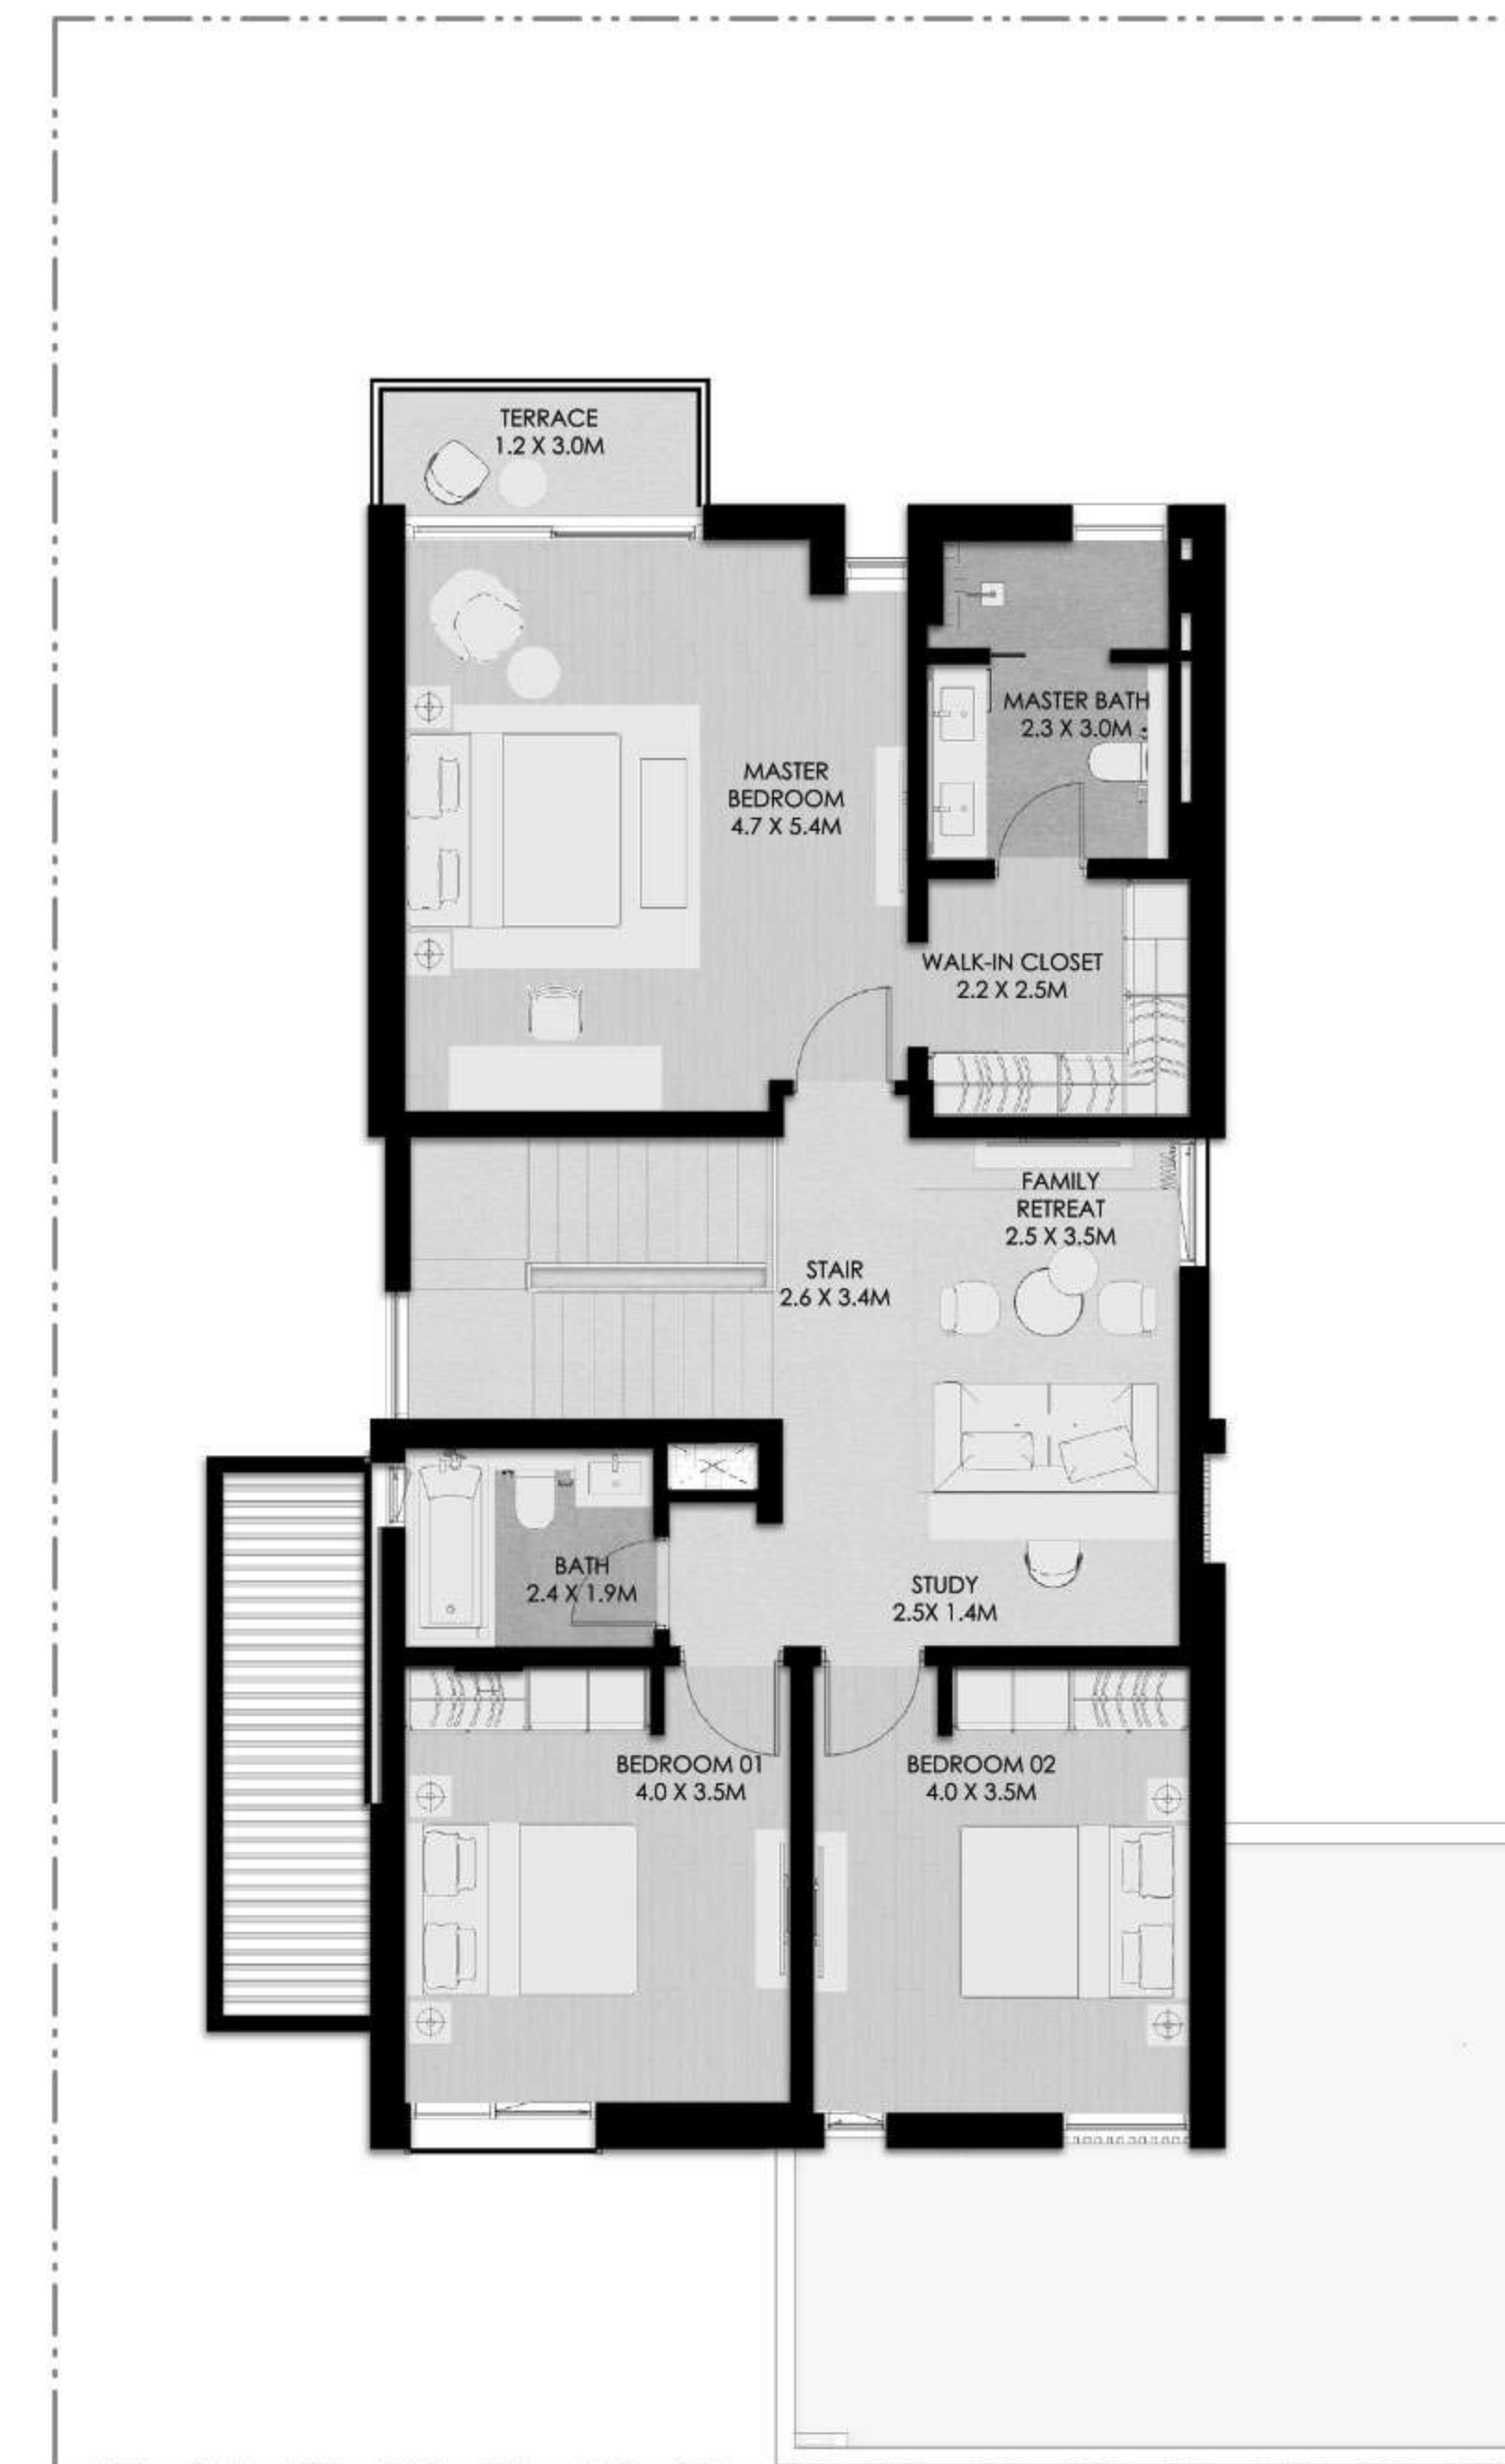 TERRACE
1.2 X 3.0M
MASTER BATH
2.3 X 3.0M
MASTER
BEDROOM
4.7 X 5.4M
WALK-IN CLOSET
2.2 X 2.5M
FAMILY
RETREAT
2.5 X 3.5M
STAIR
2.6 X 3.4M
BATH
2.4 X 1.9M
STUDY
2.5X 1.4M
BEDROOM 01
4.0 X 3.5M
BEDROOM 02
4.0 X 3.5M